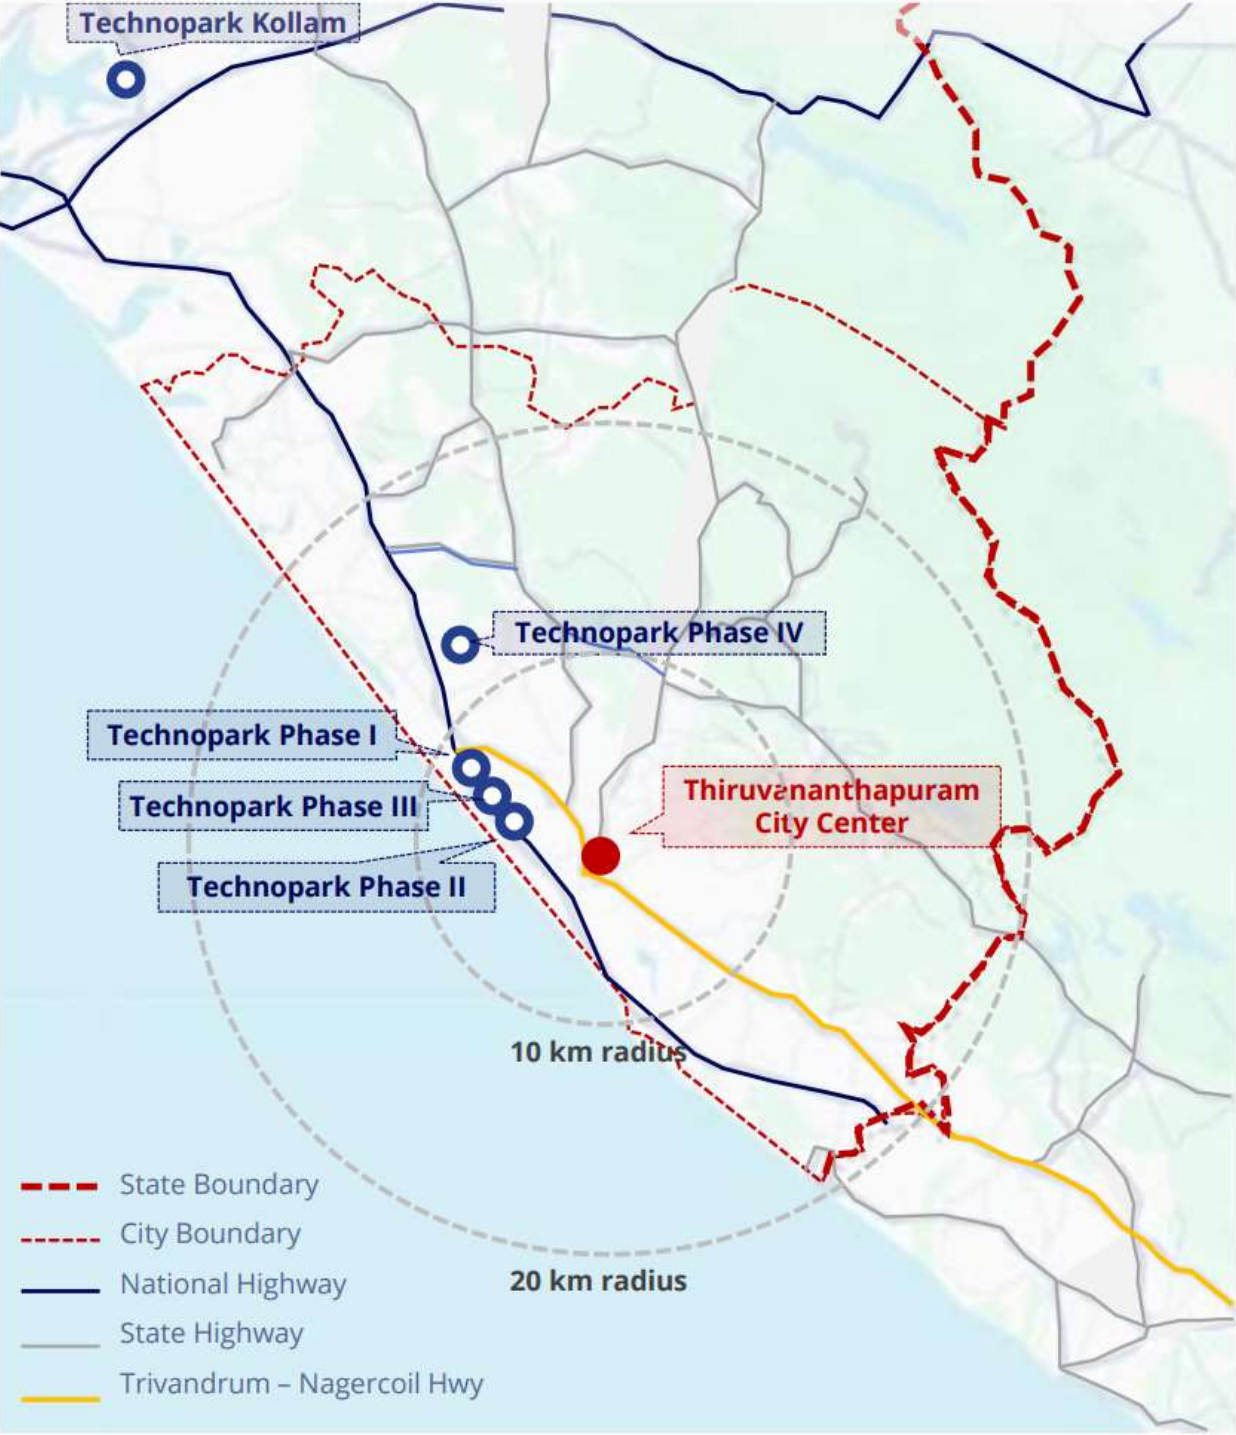 Technopark Kollam
Technopark Phase IV
Technopark Phase I
Technopark Phase III
Thiruvananthapuram
City Center
Technopark Phase II
10 km radius
20 km radius
State Boundary
City Boundary
National Highway
State Highway
Trivandrum – Nagercoil Hwy